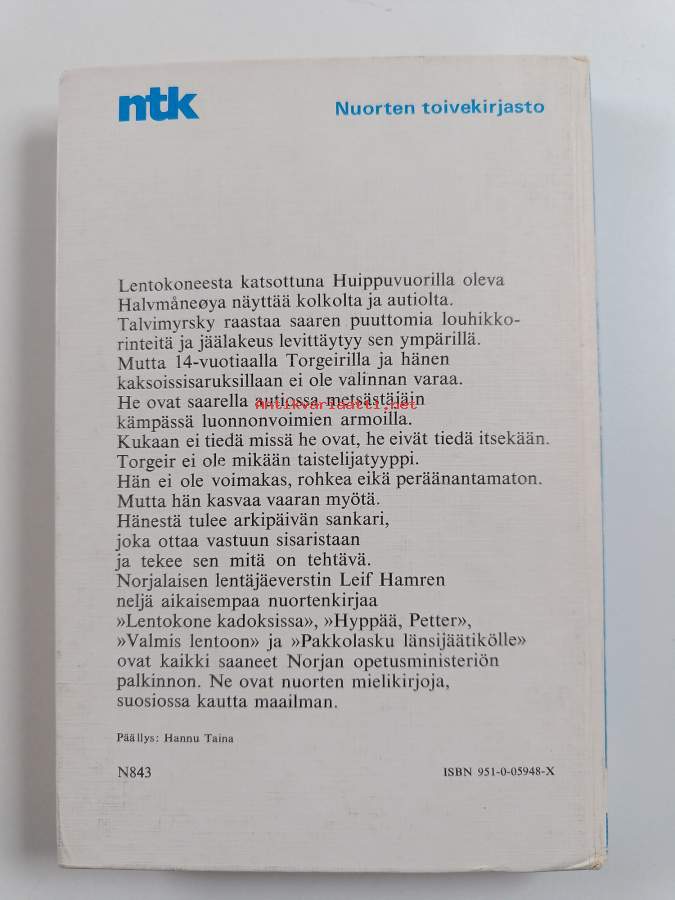 ntk
Nuorten toivekirjasto
Lentokoneesta katsottuna Huippuvuorilla oleva
Halvmåneøya näyttää kolkolta ja autiolta.
Talvimyrsky raastaa saaren puuttomia louhikko-
rinteitä ja jäälakeus levittäytyy sen ympärillä.
Mutta 14-vuotiaalla Torgeirilla ja hänen
kaksoissisaruksillaan ei ole valinnan varaa.
He ovat saarella autiossa metsästäjäin
Antikvariaatti.net
kämpässä luonnonvoimien armoilla.
Kukaan ei tiedä missä he ovat, he eivät tiedä itsekään.
Torgeir ei ole mikään taistelijatyyppi.
Hän ei ole voimakas, rohkea eikä peräänantamaton.
Mutta hän kasvaa vaaran myötä.
Hänestä tulee arkipäivän sankari,
joka ottaa vastuun sisaristaan
ja tekee sen mitä on tehtävä.
Norjalaisen lentäjäeverstin Leif Hamren
neljä aikaisempaa nuortenkirjaa
»Lentokone kadoksissa», »Hyppää, Petter»,
»Valmis lentoon» ja »Pakkolasku länsijäätikölle»
ovat kaikki saaneet Norjan opetusministeriön
palkinnon. Ne ovat nuorten mielikirjoja,
suosiossa kautta maailman.
Päällys: Hannu Taina
N843
ISBN 951-0-05948-X